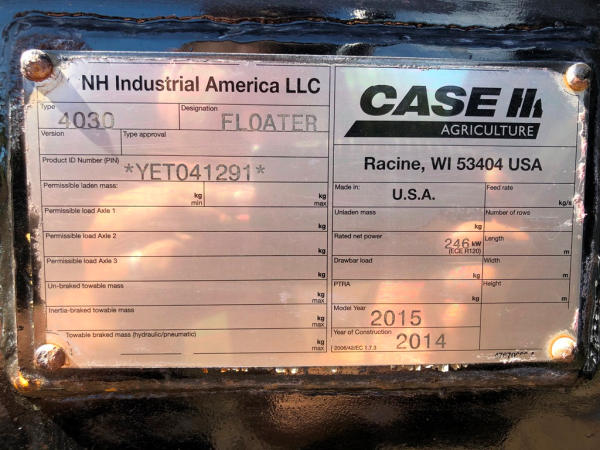 NH Industrial America LLC
Type
4030
Designation
FLOATER
Version
Type approval
Product ID Number (PIN)
*YET041291*
Permissible laden mass:
kg
min
kg
max
Permissible load Axle 1
kg
Permissible load Axle 2
kg
Permissible load Axle 3
kg
Un-braked towable mass
kg
max
Inertia-braked towable mass
kg
max
Towable braked mass (hydraulic/pneumatic)
kg
kg
max
CASE IH
AGRICULTURE
Racine, WI 53404 USA
Made in:
U.S.A.
Feed rate
kg/s
Unladen mass
kg
Number of rows
Rated net power
246 kW
(ECE R120)
Length
m
Drawbar load
kg
Width
m
PTRA
kg
Height
m
Model Year
2015
Year of Construction
2014
2006/42/EC 1.7.3